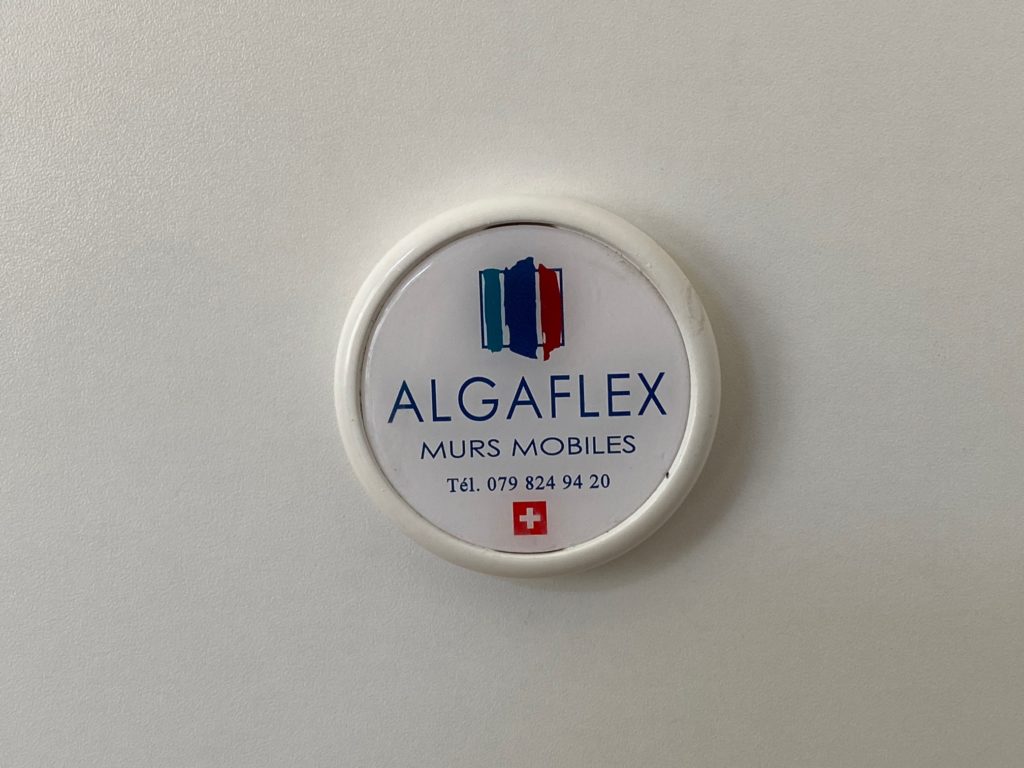 ALGAFLEX
MURS MOBILES
Tél. 079 824 94 20